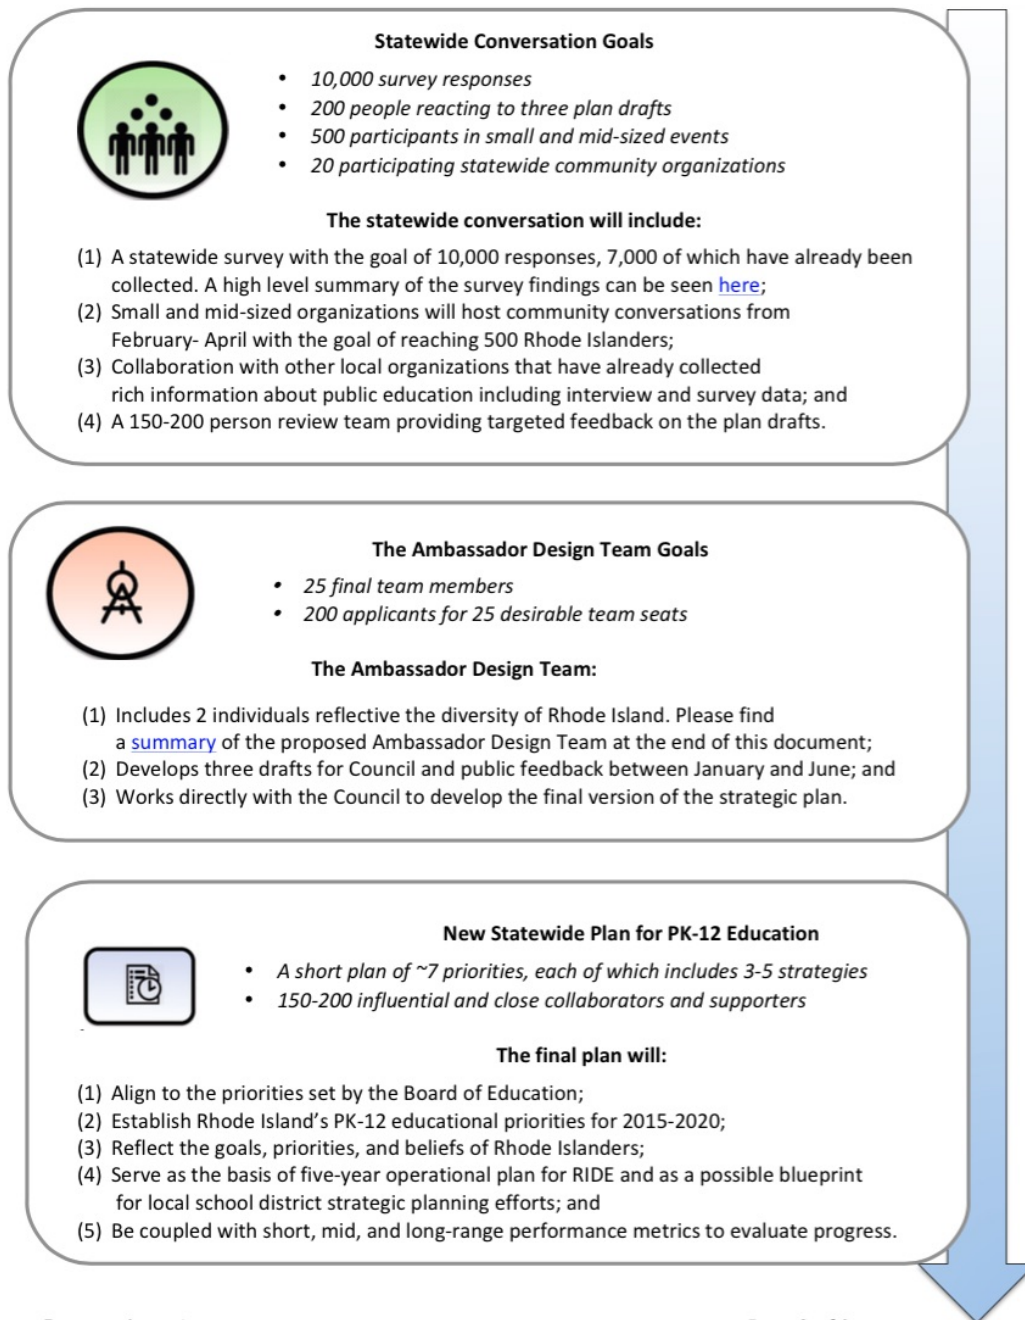 Statewide Conversation Goals
• 10,000 survey responses
• 200 people reacting to three plan drafts
• 500 participants in small and mid-sized events
• 20 participating statewide community organizations
The statewide conversation will include:
(1) A statewide survey with the goal of 10,000 responses, 7,000 of which have already been
collected. A high level summary of the survey findings can be seen here;
(2) Small and mid-sized organizations will host community conversations from
February- April with the goal of reaching 500 Rhode Islanders;
(3) Collaboration with other local organizations that have already collected
rich information about public education including interview and survey data; and
(4) A 150-200 person review team providing targeted feedback on the plan drafts.
The Ambassador Design Team Goals
• 25 final team members
• 200 applicants for 25 desirable team seats
The Ambassador Design Team:
(1) Includes 2 individuals reflective the diversity of Rhode Island. Please find
a summary of the proposed Ambassador Design Team at the end of this document;
(2) Develops three drafts for Council and public feedback between January and June; and
(3) Works directly with the Council to develop the final version of the strategic plan.
New Statewide Plan for PK-12 Education
• A short plan of ~7 priorities, each of which includes 3-5 strategies
• 150-200 influential and close collaborators and supporters
The final plan will:
(1) Align to the priorities set by the Board of Education;
(2) Establish Rhode Island’s PK-12 educational priorities for 2015-2020;
(3) Reflect the goals, priorities, and beliefs of Rhode Islanders;
(4) Serve as the basis of five-year operational plan for RIDE and as a possible blueprint
for local school district strategic planning efforts; and
(5) Be coupled with short, mid, and long-range performance metrics to evaluate progress.